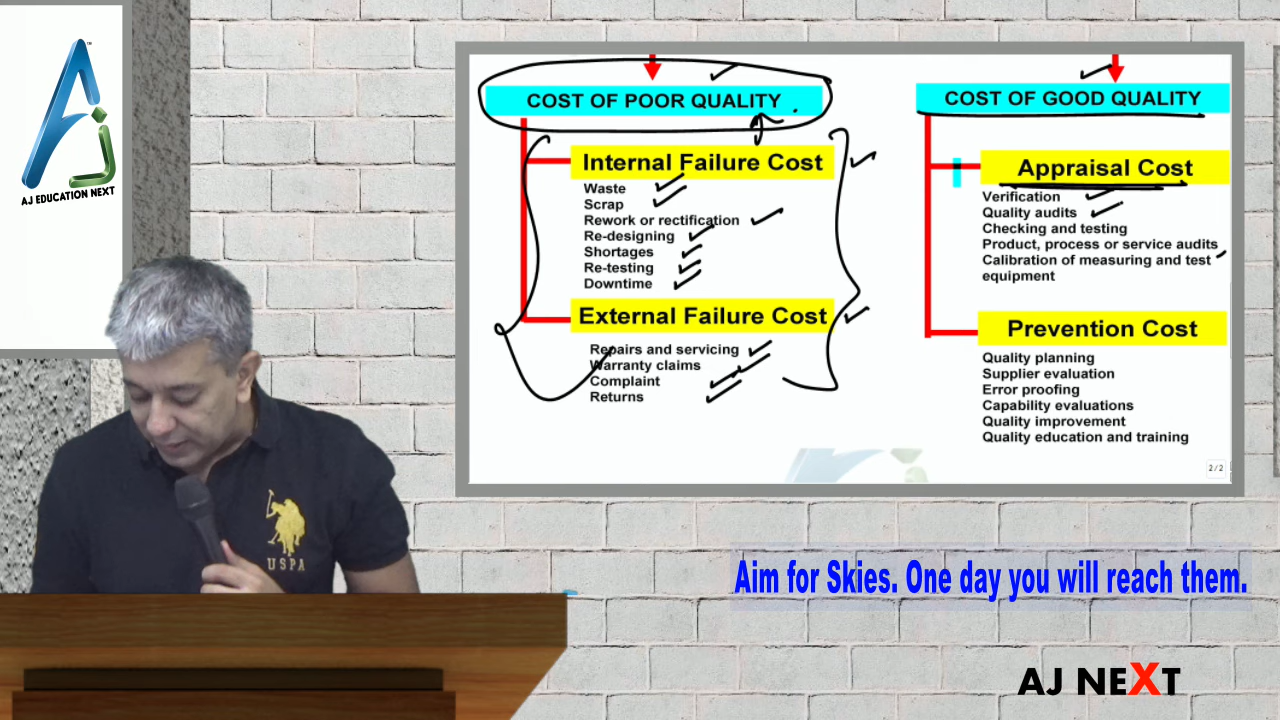 AJ EDUCATION NEXT
COST OF POOR QUALITY
Internal Failure Cost
Waste
Scrap
Rework or rectification
Re-designing
Shortages
Re-testing
Downtime
External Failure Cost
Repairs and servicing
Warranty claims
Complaint
Returns
COST OF GOOD QUALITY
Appraisal Cost
Verification
Quality audits
Checking and testing
Product, process or service audits
Calibration of measuring and test
equipment
Prevention Cost
Quality planning
Supplier evaluation
Error proofing
Capability evaluations
Quality improvement
Quality education and training
2/2
USPA
Aim for Skies. One day you will reach them.
AJ NEXT